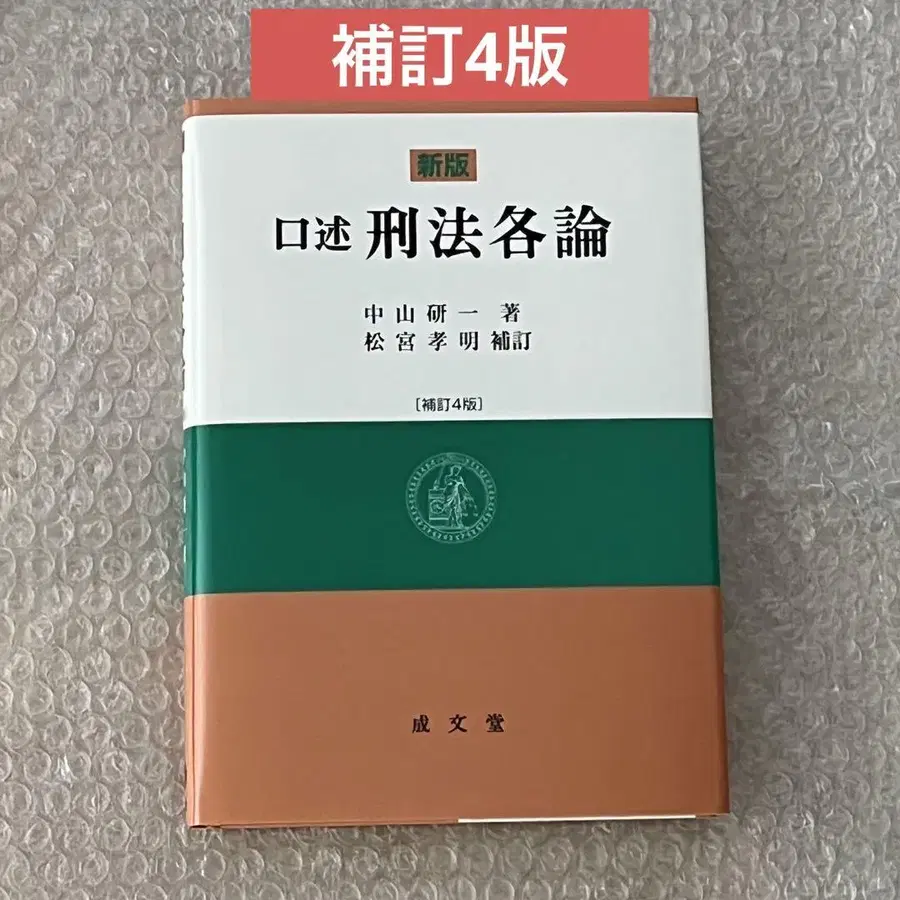 補訂4版
新版
口述 刑法各論
中山研一 著
松宮孝明 補訂
[補訂4版]
成文堂